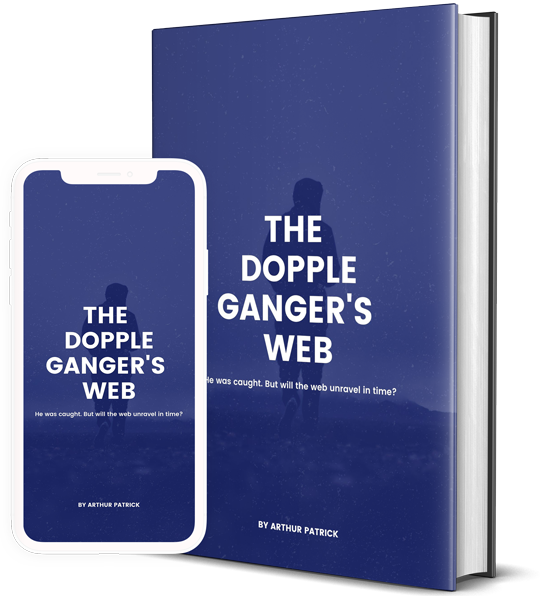 THE
DOPPLE
GANGER'S
WEB
He was caught. But will the web unravel in time?
BY ARTHUR PATRICK
THE
DOPPLE
GANGER'S
WEB
He was caught. But will the web unravel in time?
BY ARTHUR PATRICK